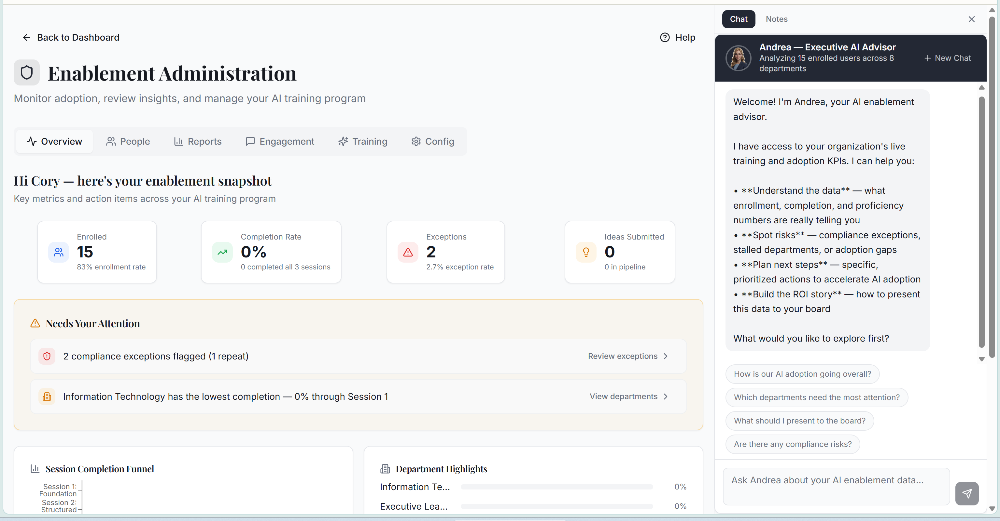 Back to Dashboard
Help
Enablement Administration
Monitor adoption, review insights, and manage your AI training program
Overview
People
Reports
Engagement
Training
Config
Hi Cory — here's your enablement snapshot
Key metrics and action items across your AI training program
Enrolled
15
83% enrollment rate
Completion Rate
0%
0 completed all 3 sessions
Exceptions
2
2.7% exception rate
Ideas Submitted
0
0 in pipeline
Needs Your Attention
2 compliance exceptions flagged (1 repeat)
Review exceptions
Information Technology has the lowest completion — 0% through Session 1
View departments
Session Completion Funnel
Session 1:
Foundation
Session 2:
Structured
Department Highlights
Information Te...
0%
Executive Lea...
0%
Chat
Notes
Andrea — Executive AI Advisor
Analyzing 15 enrolled users across 8
departments
+ New Chat
Welcome! I'm Andrea, your AI enablement
advisor.
I have access to your organization's live
training and adoption KPIs. I can help you:
• **Understand the data** — what
enrollment, completion, and proficiency
numbers are really telling you
• **Spot risks** — compliance exceptions,
stalled departments, or adoption gaps
• **Plan next steps** — specific,
prioritized actions to accelerate AI adoption
• **Build the ROI story** — how to present
this data to your board
What would you like to explore first?
How is our AI adoption going overall?
Which departments need the most attention?
What should I present to the board?
Are there any compliance risks?
Ask Andrea about your AI enablement data...